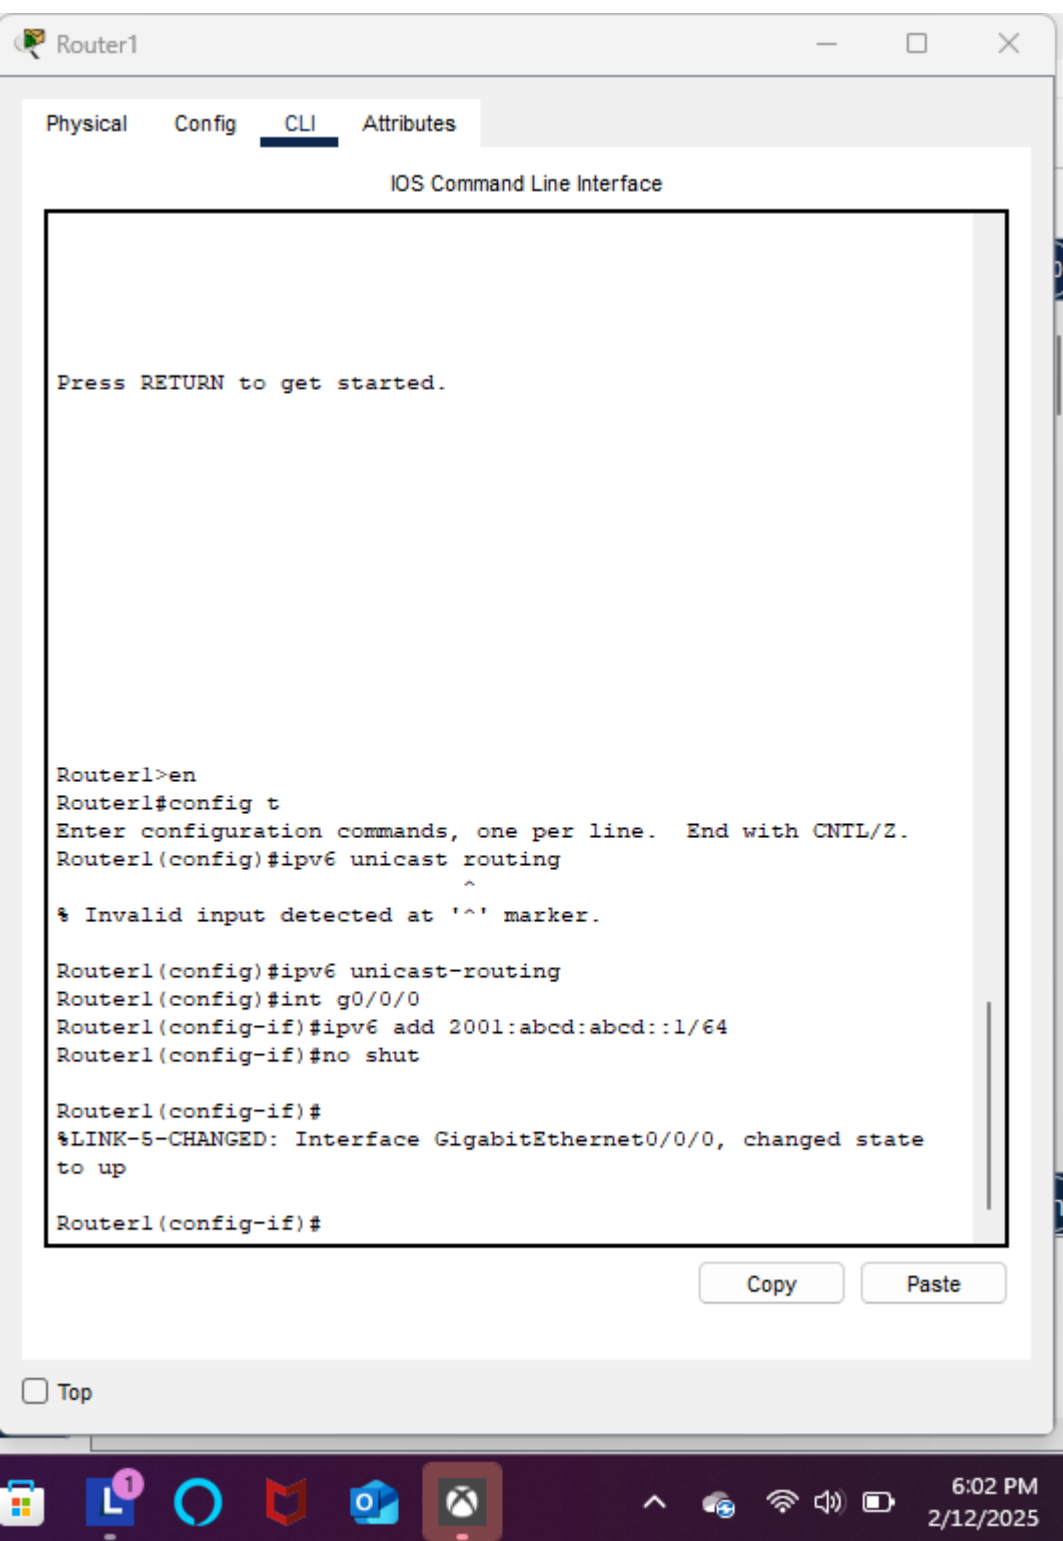 Router1
Physical Config CLI Attributes
IOS Command Line Interface
Press RETURN to get started.
Router1>en
Router1#config t
Enter configuration commands, one per line.  End with CNTL/Z.
Router1(config)#ipv6 unicast routing
^
% Invalid input detected at '^' marker.
Router1(config)#ipv6 unicast-routing
Router1(config)#int g0/0/0
Router1(config-if)#ipv6 add 2001:abcd:abcd::1/64
Router1(config-if)#no shut
Router1(config-if)#
%LINK-5-CHANGED: Interface GigabitEthernet0/0/0, changed state
to up
Router1(config-if)#
Copy Paste
Top
1
6:02 PM
2/12/2025